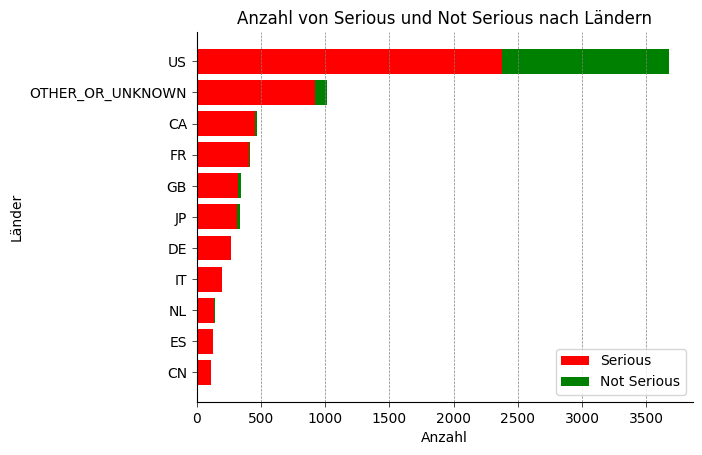 Anzahl von Serious und Not Serious nach Ländern
Länder
US
OTHER_OR_UNKNOWN
CA
FR
GB
JP
DE
IT
NL
ES
CN
Serious
Not Serious
0 500 1000 1500 2000 2500 3000 3500
Anzahl